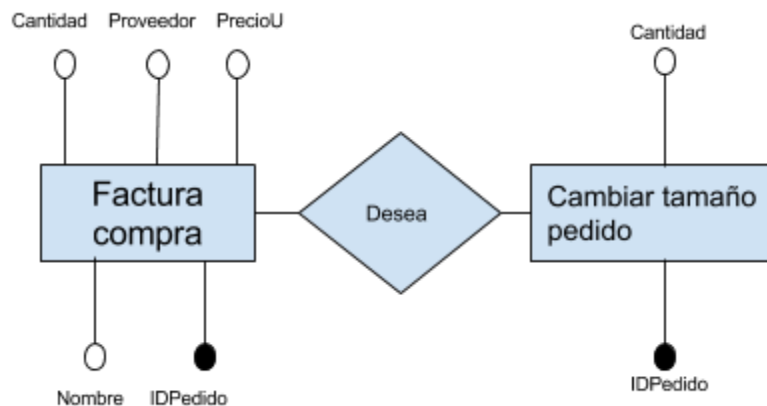 Cantidad Proveedor PrecioU
Cantidad
Factura
compra
Desea
Cambiar tamaño
pedido
Nombre IDPedido
IDPedido